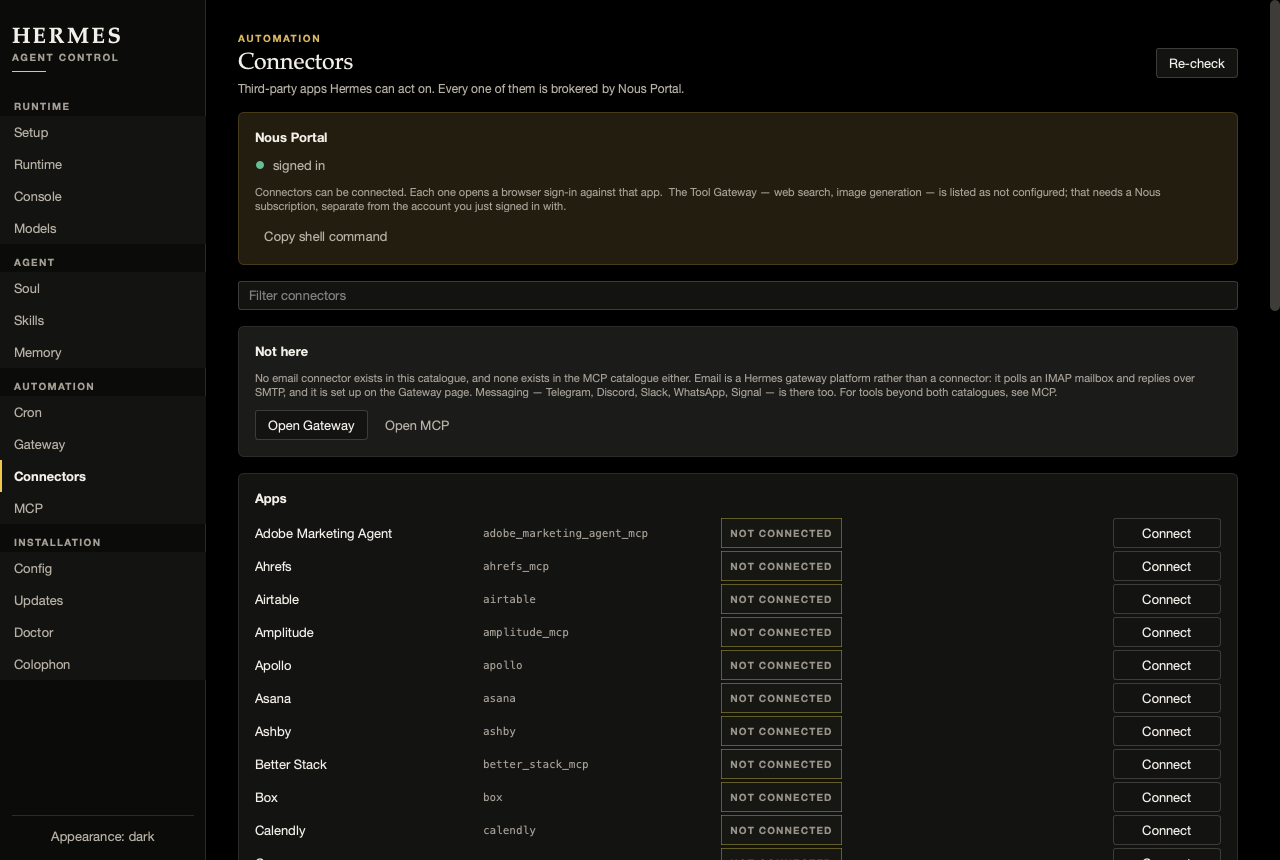 HERMES
AGENT CONTROL
RUNTIME
Setup
Runtime
Console
Models
AGENT
Soul
Skills
Memory
AUTOMATION
Cron
Gateway
Connectors
MCP
INSTALLATION
Config
Updates
Doctor
Colophon
Appearance: dark
AUTOMATION
Connectors
Re-check
Third-party apps Hermes can act on. Every one of them is brokered by Nous Portal.
Nous Portal
signed in
Connectors can be connected. Each one opens a browser sign-in against that app. The Tool Gateway — web search, image generation — is listed as not configured; that needs a Nous
subscription, separate from the account you just signed in with.
Copy shell command
Filter connectors
Not here
No email connector exists in this catalogue, and none exists in the MCP catalogue either. Email is a Hermes gateway platform rather than a connector: it polls an IMAP mailbox and replies over
SMTP, and it is set up on the Gateway page. Messaging — Telegram, Discord, Slack, WhatsApp, Signal — is there too. For tools beyond both catalogues, see MCP.
Open Gateway Open MCP
Apps
Adobe Marketing Agent adobe_marketing_agent_mcp NOT CONNECTED Connect
Ahrefs ahrefs_mcp NOT CONNECTED Connect
Airtable airtable NOT CONNECTED Connect
Amplitude amplitude_mcp NOT CONNECTED Connect
Apollo apollo NOT CONNECTED Connect
Asana asana NOT CONNECTED Connect
Ashby ashby NOT CONNECTED Connect
Better Stack better_stack_mcp NOT CONNECTED Connect
Box box NOT CONNECTED Connect
Calendly calendly NOT CONNECTED Connect